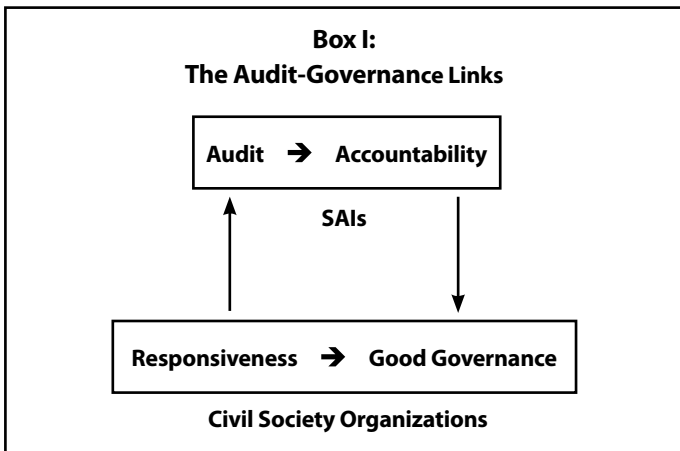 Box I:
The Audit-Governance Links
Audit ➔ Accountability
SAIs
Responsiveness ➔ Good Governance
Civil Society Organizations